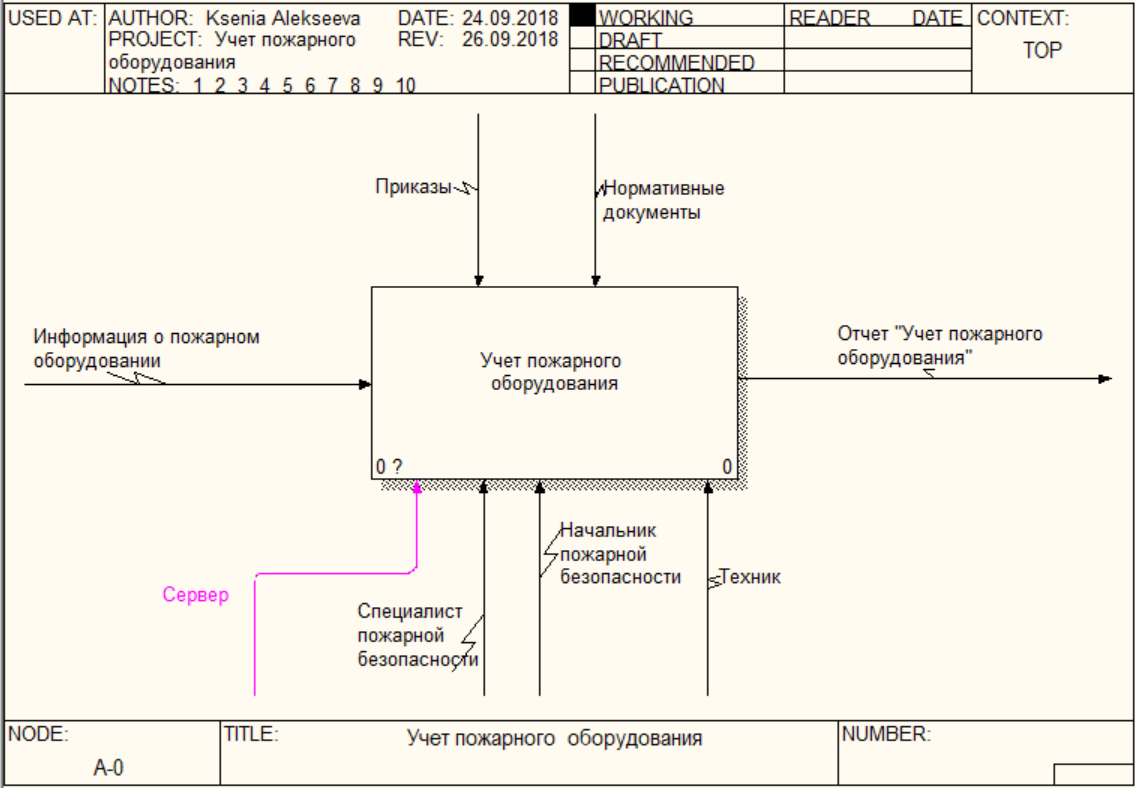 USED AT:
AUTHOR: Ksenia Alekseeva
DATE: 24.09.2018
PROJECT: Учет пожарного
оборудования
REV: 26.09.2018
NOTES: 1 2 3 4 5 6 7 8 9 10
WORKING
DRAFT
RECOMMENDED
PUBLICATION
READER DATE
CONTEXT:
TOP
Приказы
Нормативные
документы
Информация о пожарном
оборудовании
Учет пожарного
оборудования
0 ?
0
Отчет "Учет пожарного
оборудования"
Сервер
Специалист
пожарной
безопасности
Начальник
пожарной
безопасности
Техник
NODE:
A-0
TITLE:
Учет пожарного оборудования
NUMBER: